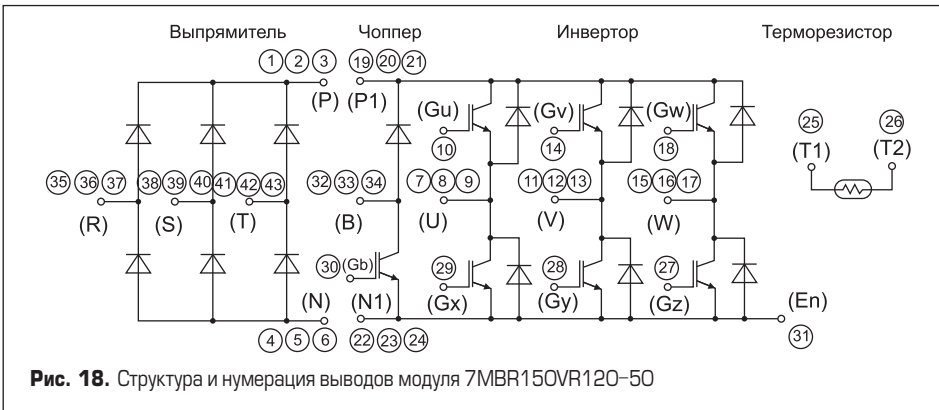 Выпрямитель Чоппер Инвертор Терморезистор
1 2 3 19 20 21
(P) (P1) (Gu) (Gv) (Gw)
10 14 18 25 26
(T1) (T2)
35 36 37 38 39 40 41 42 43 32 33 34 7 8 9 11 12 13 15 16 17
(R) (S) (T) (B) (U) (V) (W)
30 (Gb) 29 28 27
(N) (N1) (Gx) (Gy) (Gz) (En)
4 5 6 22 23 24 31
Рис. 18. Структура и нумерация выводов модуля 7MBR150VR120-50